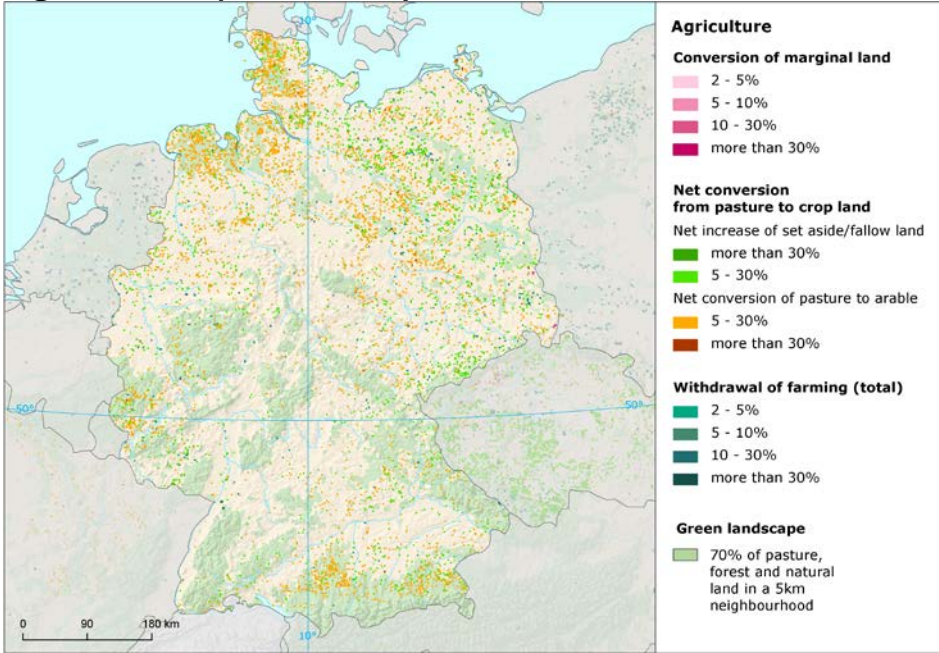 10°
50°
50°
10°
0 90 180 km
Agriculture
Conversion of marginal land
2 - 5%
5 - 10%
10 - 30%
more than 30%
Net conversion
from pasture to crop land
Net increase of set aside/fallow land
more than 30%
5 - 30%
Net conversion of pasture to arable
5 - 30%
more than 30%
Withdrawal of farming (total)
2 - 5%
5 - 10%
10 - 30%
more than 30%
Green landscape
70% of pasture,
forest and natural
land in a 5km
neighbourhood